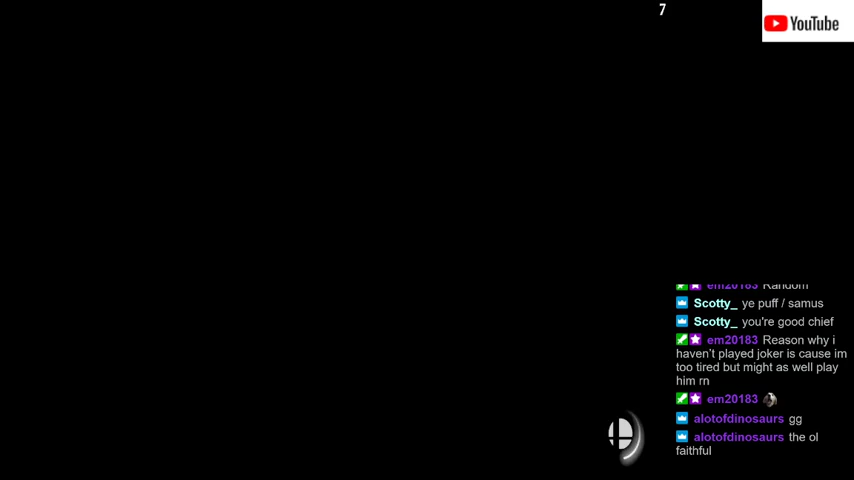 7
YouTube
em20183 Random
Scotty_ ye puff / samus
Scotty_ you're good chief
em20183 Reason why i
haven't played joker is cause im
too tired but might as well play
him rn
em20183
alotofdinosaurs gg
alotofdinosaurs the ol
faithful